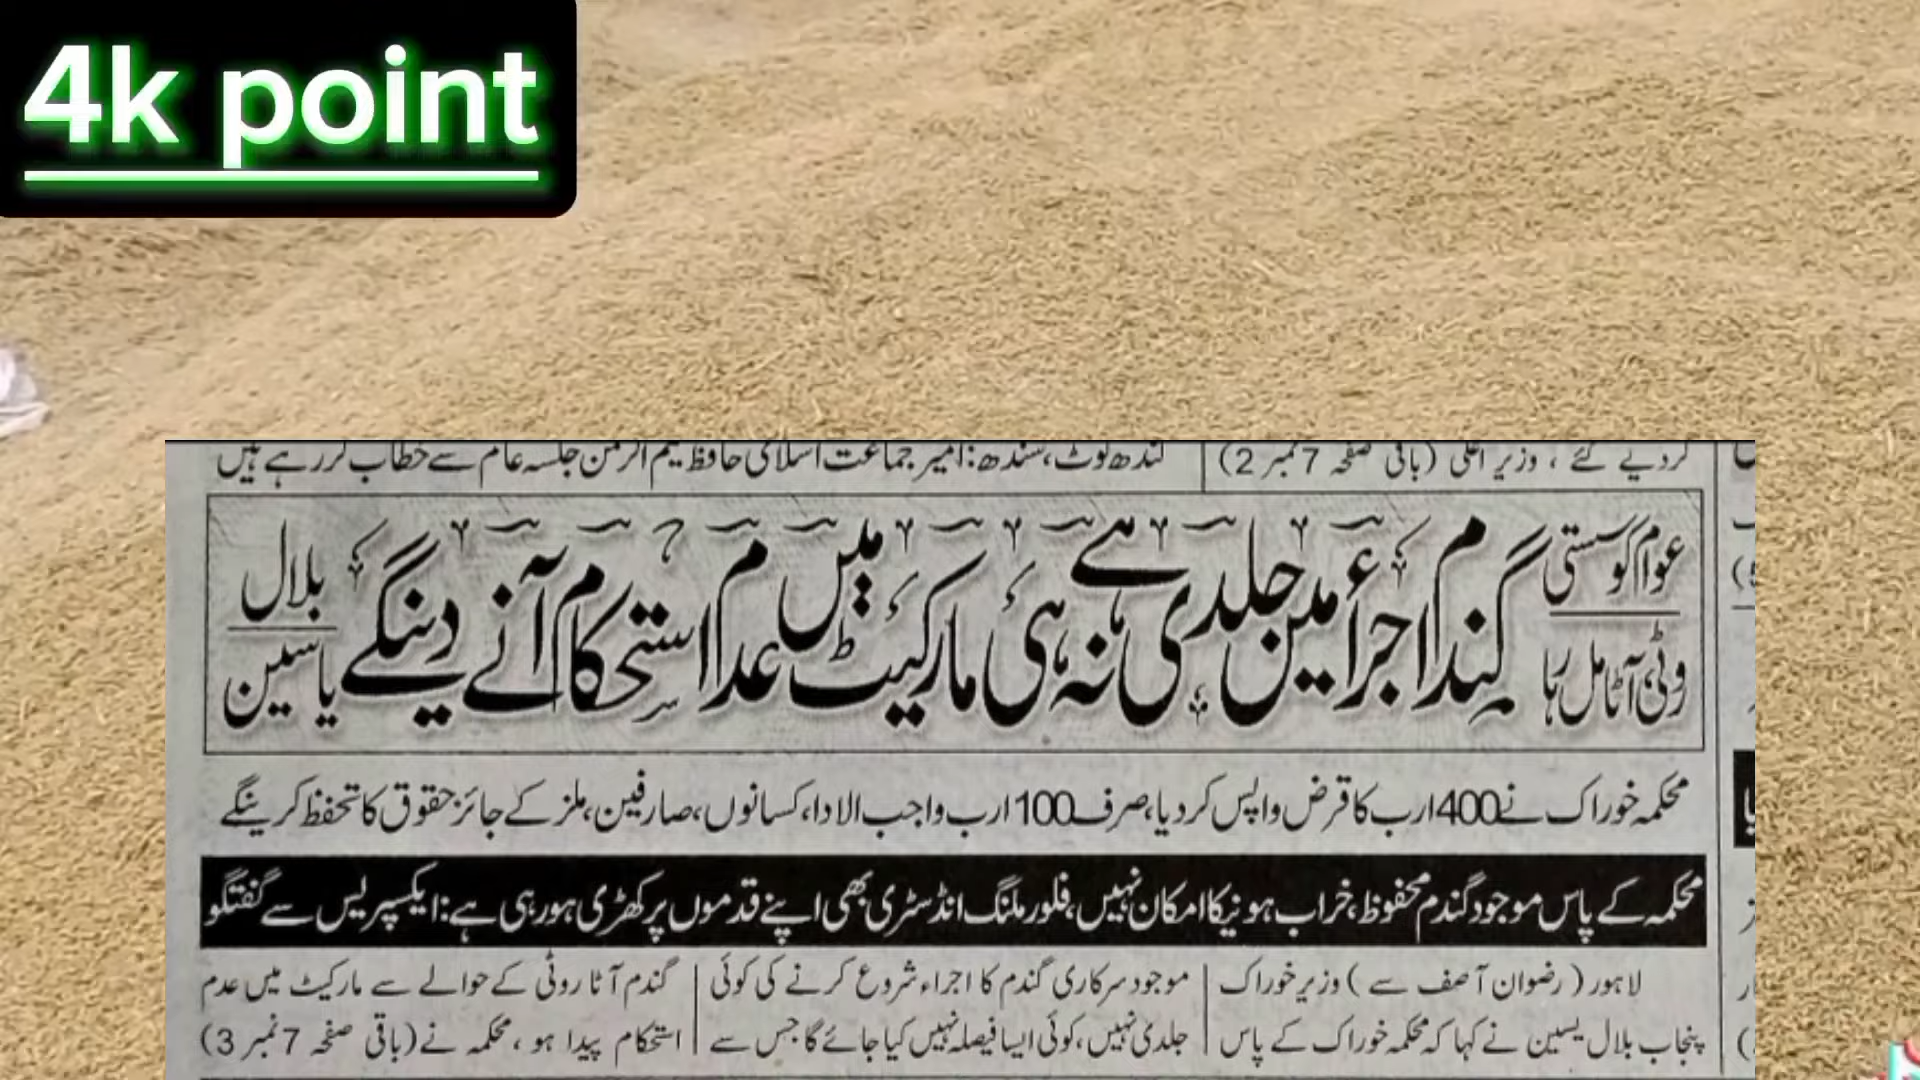 4k point
کردیے گئے ، وزیر اعلیٰ (باقی صفحہ 7 نمبر 2)
کندھ کوٹ، سندھ: امیر جماعت اسلامی حافظ نعیم الرحمن جلسہ عام سے خطاب کر رہے ہیں
عوام کو سستی
روٹی، آٹا مل رہا
گندم اجراء میں جلدی ہے نہ ہی مارکیٹ میں عدم استحکام آنے دینگے
بلال
یاسین
محکمہ خوراک نے 400 ارب کا قرض واپس کردیا، صرف 100 ارب واجب الادا، کسانوں، صارفین، ملز کے جائز حقوق کا تحفظ کرینگے
محکمہ کے پاس موجود گندم محفوظ، خراب ہونیکا امکان نہیں، فلور ملنگ انڈسٹری بھی اپنے قدموں پر کھڑی ہو رہی ہے: ایکسپریس سے گفتگو
لاہور (رضوان آصف سے) وزیر خوراک
پنجاب بلال یسین نے کہا کہ محکمہ خوراک کے پاس
موجود سرکاری گندم کا اجراء شروع کرنے کی کوئی
جلدی نہیں، کوئی ایسا فیصلہ نہیں کیا جائے گا جس سے
گندم آٹا روٹی کے حوالے سے مارکیٹ میں عدم
استحکام پیدا ہو، محکمہ نے (باقی صفحہ 7 نمبر 3)